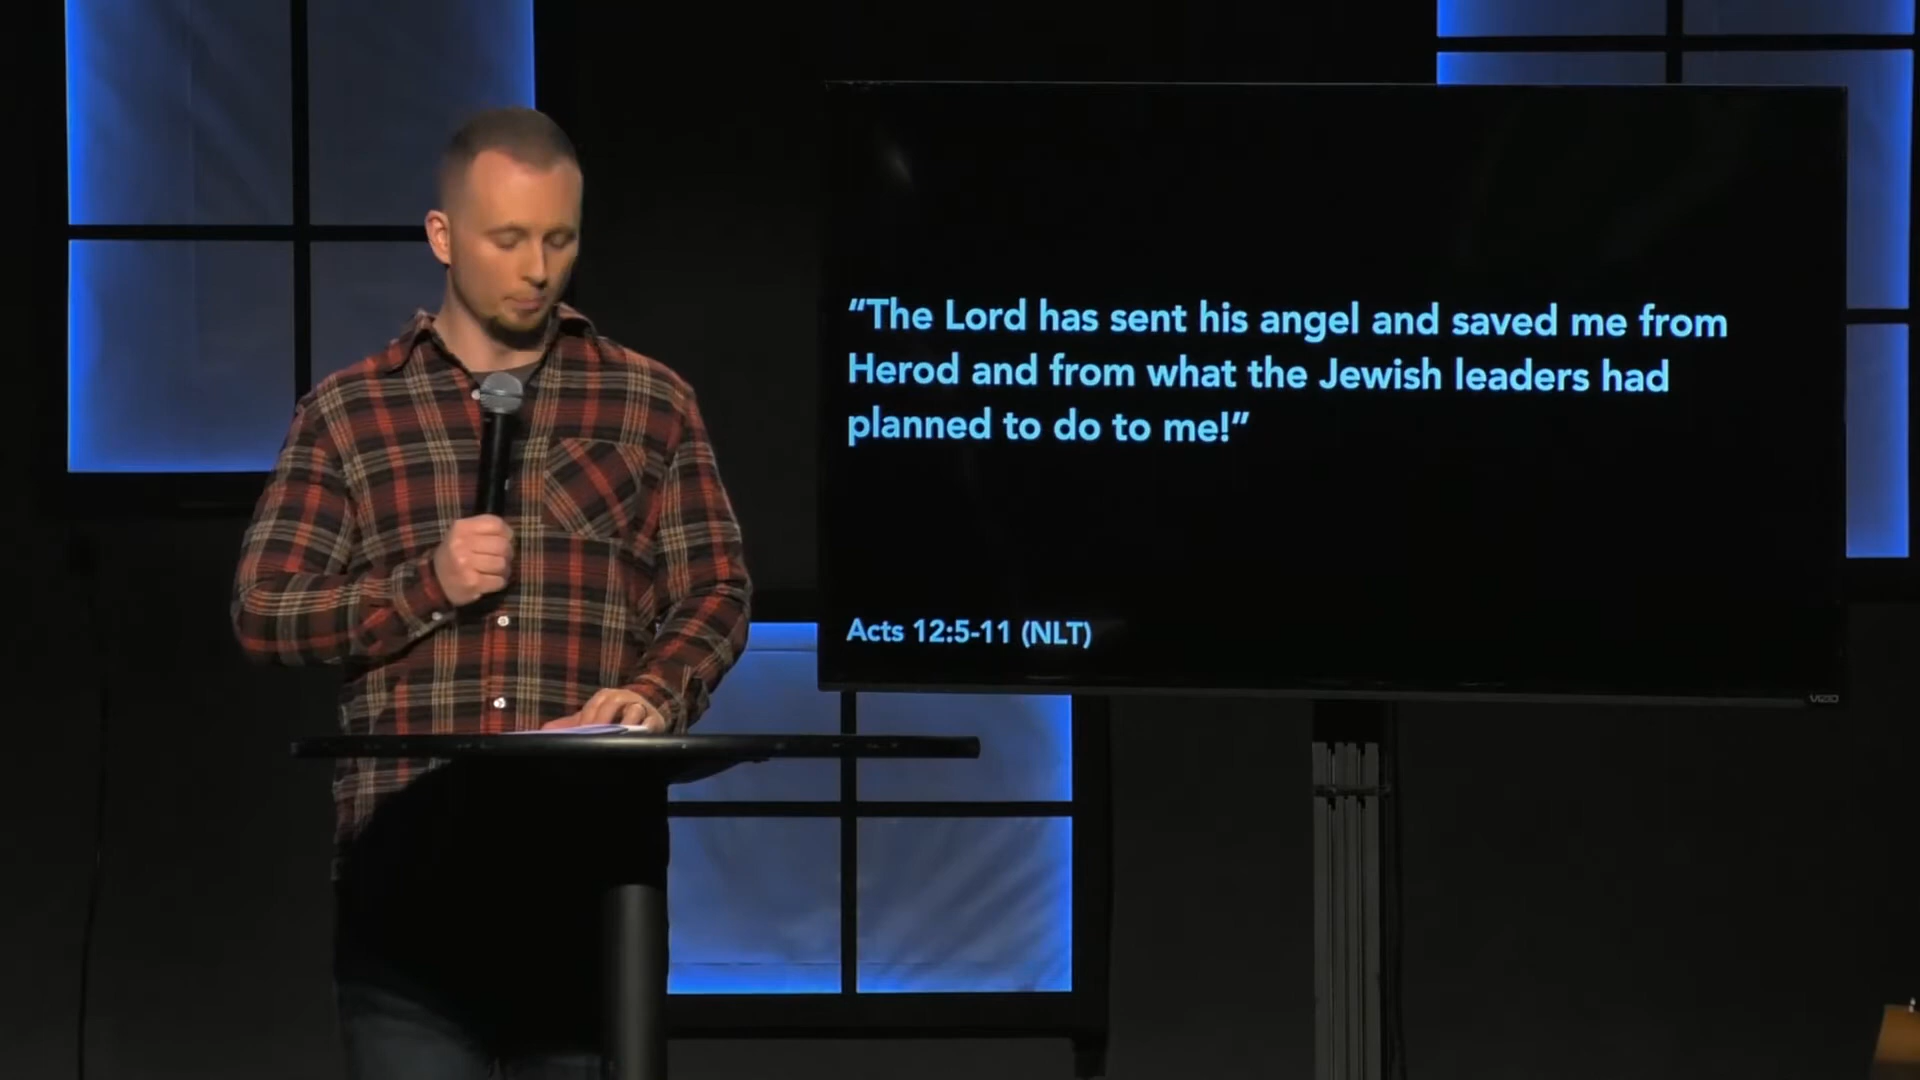 “The Lord has sent his angel and saved me from
Herod and from what the Jewish leaders had
planned to do to me!”
Acts 12:5-11 (NLT)
VIZIO